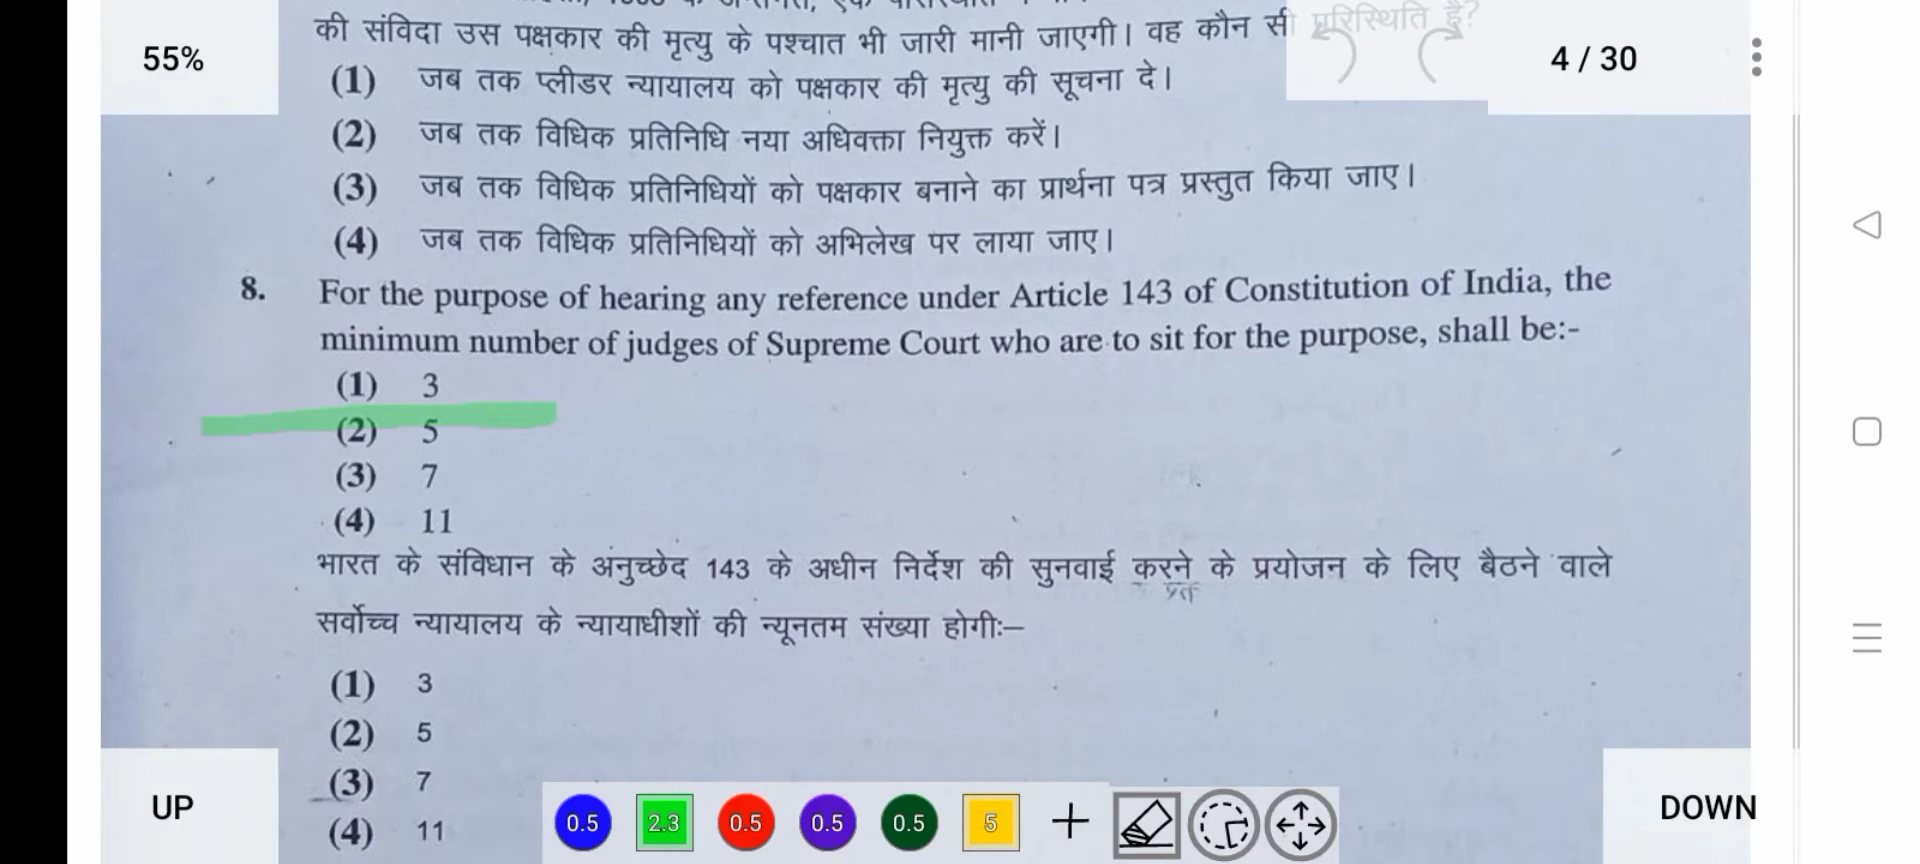 55%
की संविदा उस पक्षकार की मृत्यु के पश्चात भी जारी मानी जाएगी। वह कौन सी परिस्थिति है?
4 / 30
(1) जब तक प्लीडर न्यायालय को पक्षकार की मृत्यु की सूचना दे।
(2) जब तक विधिक प्रतिनिधि नया अधिवक्ता नियुक्त करें।
(3) जब तक विधिक प्रतिनिधियों को पक्षकार बनाने का प्रार्थना पत्र प्रस्तुत किया जाए।
(4) जब तक विधिक प्रतिनिधियों को अभिलेख पर लाया जाए।
8. For the purpose of hearing any reference under Article 143 of Constitution of India, the
minimum number of judges of Supreme Court who are to sit for the purpose, shall be:-
(1) 3
(2) 5
(3) 7
(4) 11
भारत के संविधान के अनुच्छेद 143 के अधीन निर्देश की सुनवाई करने के प्रयोजन के लिए बैठने वाले
सर्वोच्च न्यायालय के न्यायाधीशों की न्यूनतम संख्या होगीः–
(1) 3
(2) 5
(3) 7
(4) 11
UP
0.5 2.3 0.5 0.5 0.5 5
DOWN